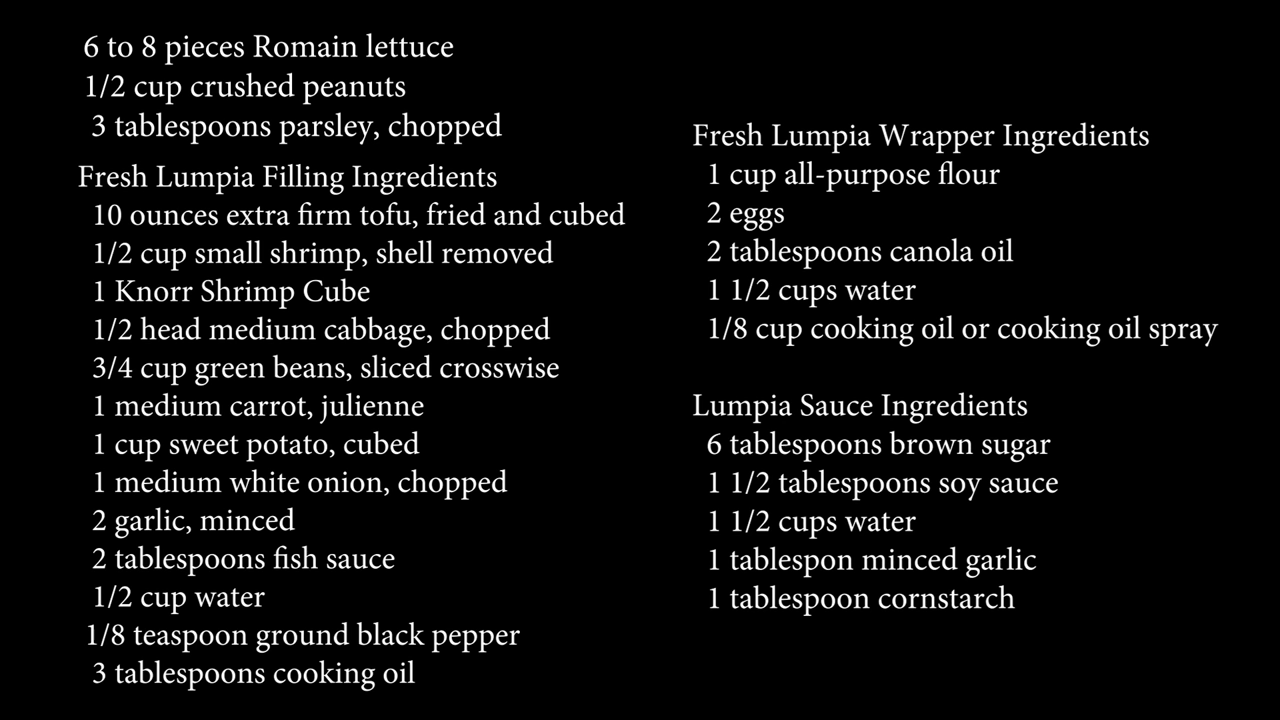 6 to 8 pieces Romain lettuce
1/2 cup crushed peanuts
3 tablespoons parsley, chopped
Fresh Lumpia Filling Ingredients
10 ounces extra firm tofu, fried and cubed
1/2 cup small shrimp, shell removed
1 Knorr Shrimp Cube
1/2 head medium cabbage, chopped
3/4 cup green beans, sliced crosswise
1 medium carrot, julienne
1 cup sweet potato, cubed
1 medium white onion, chopped
2 garlic, minced
2 tablespoons fish sauce
1/2 cup water
1/8 teaspoon ground black pepper
3 tablespoons cooking oil
Fresh Lumpia Wrapper Ingredients
1 cup all-purpose flour
2 eggs
2 tablespoons canola oil
1 1/2 cups water
1/8 cup cooking oil or cooking oil spray
Lumpia Sauce Ingredients
6 tablespoons brown sugar
1 1/2 tablespoons soy sauce
1 1/2 cups water
1 tablespon minced garlic
1 tablespoon cornstarch